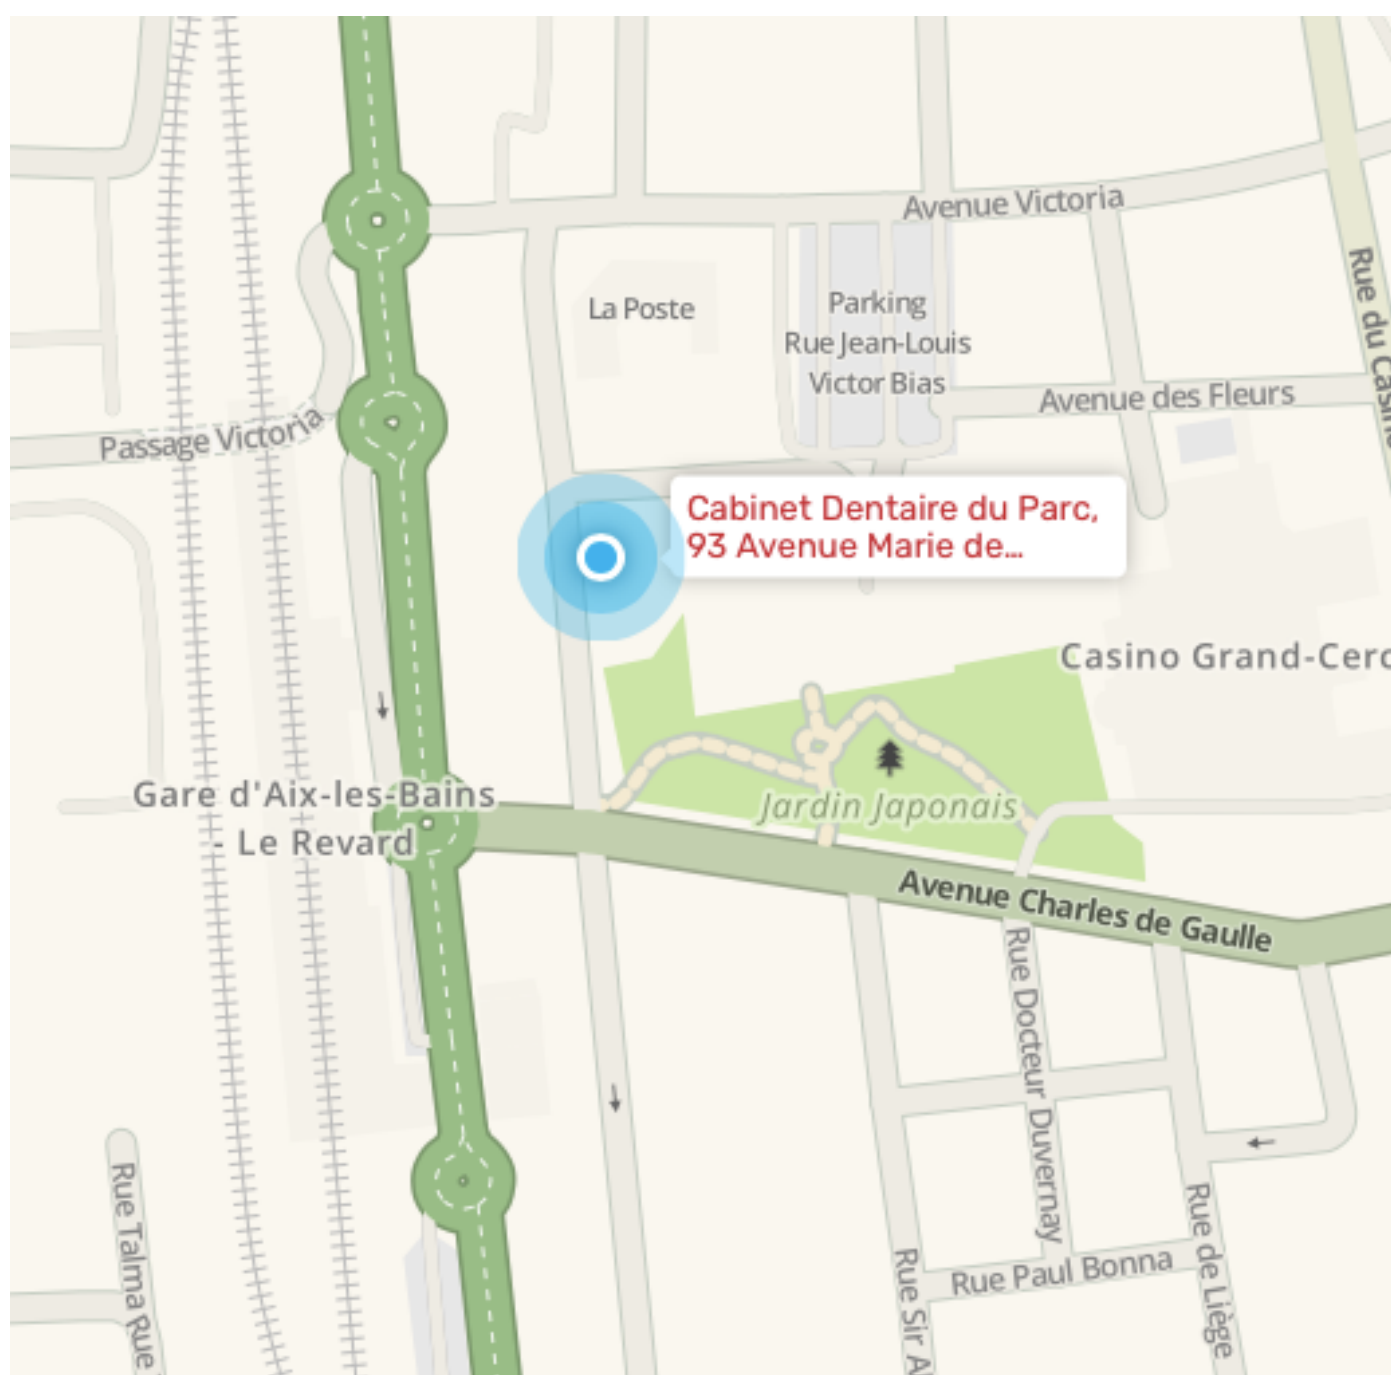 Avenue Victoria
Rue du Casino
La Poste
Parking
Rue Jean-Louis
Victor Bias
Avenue des Fleurs
Passage Victoria
Cabinet Dentaire du Parc,
93 Avenue Marie de...
Casino Grand-Cerc
Gare d'Aix-les-Bains
- Le Revard
Jardin Japonais
Avenue Charles de Gaulle
Rue Docteur Duvernay
Rue Talma
Rue
Rue de Liège
Rue Paul Bonna
Rue Sir A